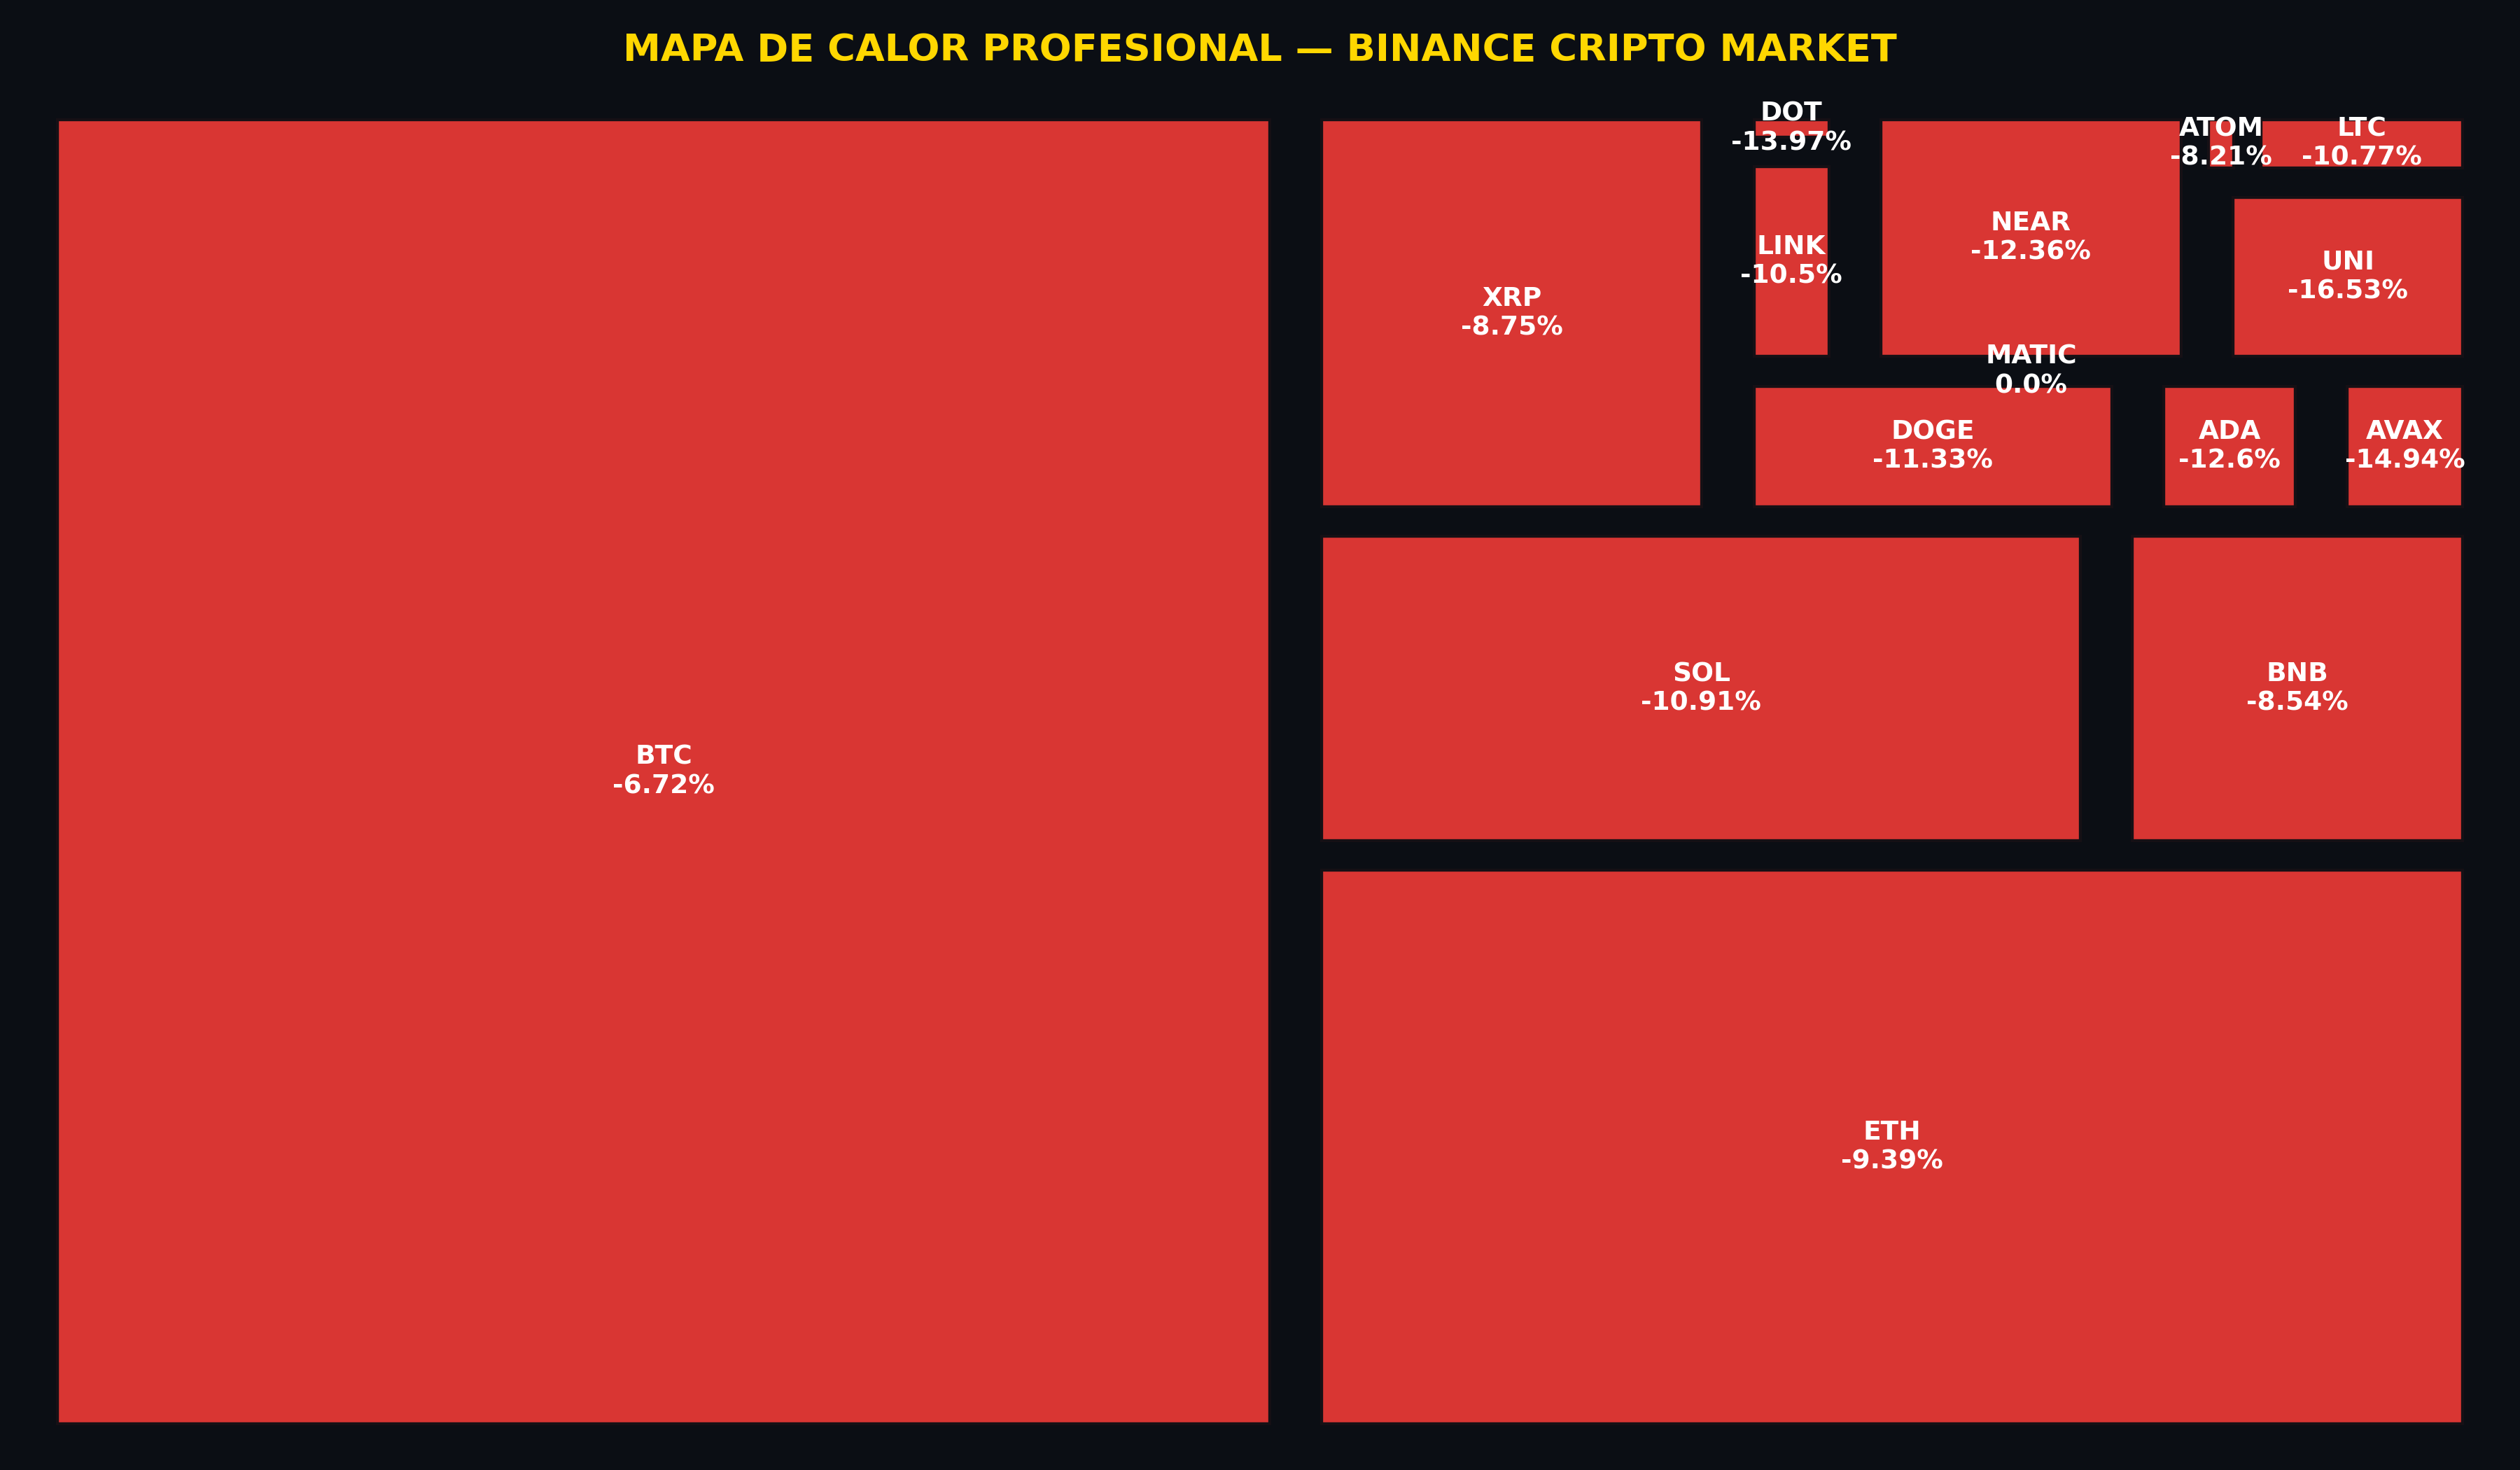 MAPA DE CALOR PROFESIONAL — BINANCE CRIPTO MARKET
BTC
-6.72%
XRP
-8.75%
DOT
-13.97%
LINK
-10.5%
NEAR
-12.36%
ATOM
-8.21%
LTC
-10.77%
UNI
-16.53%
MATIC
0.0%
DOGE
-11.33%
ADA
-12.6%
AVAX
-14.94%
SOL
-10.91%
BNB
-8.54%
ETH
-9.39%